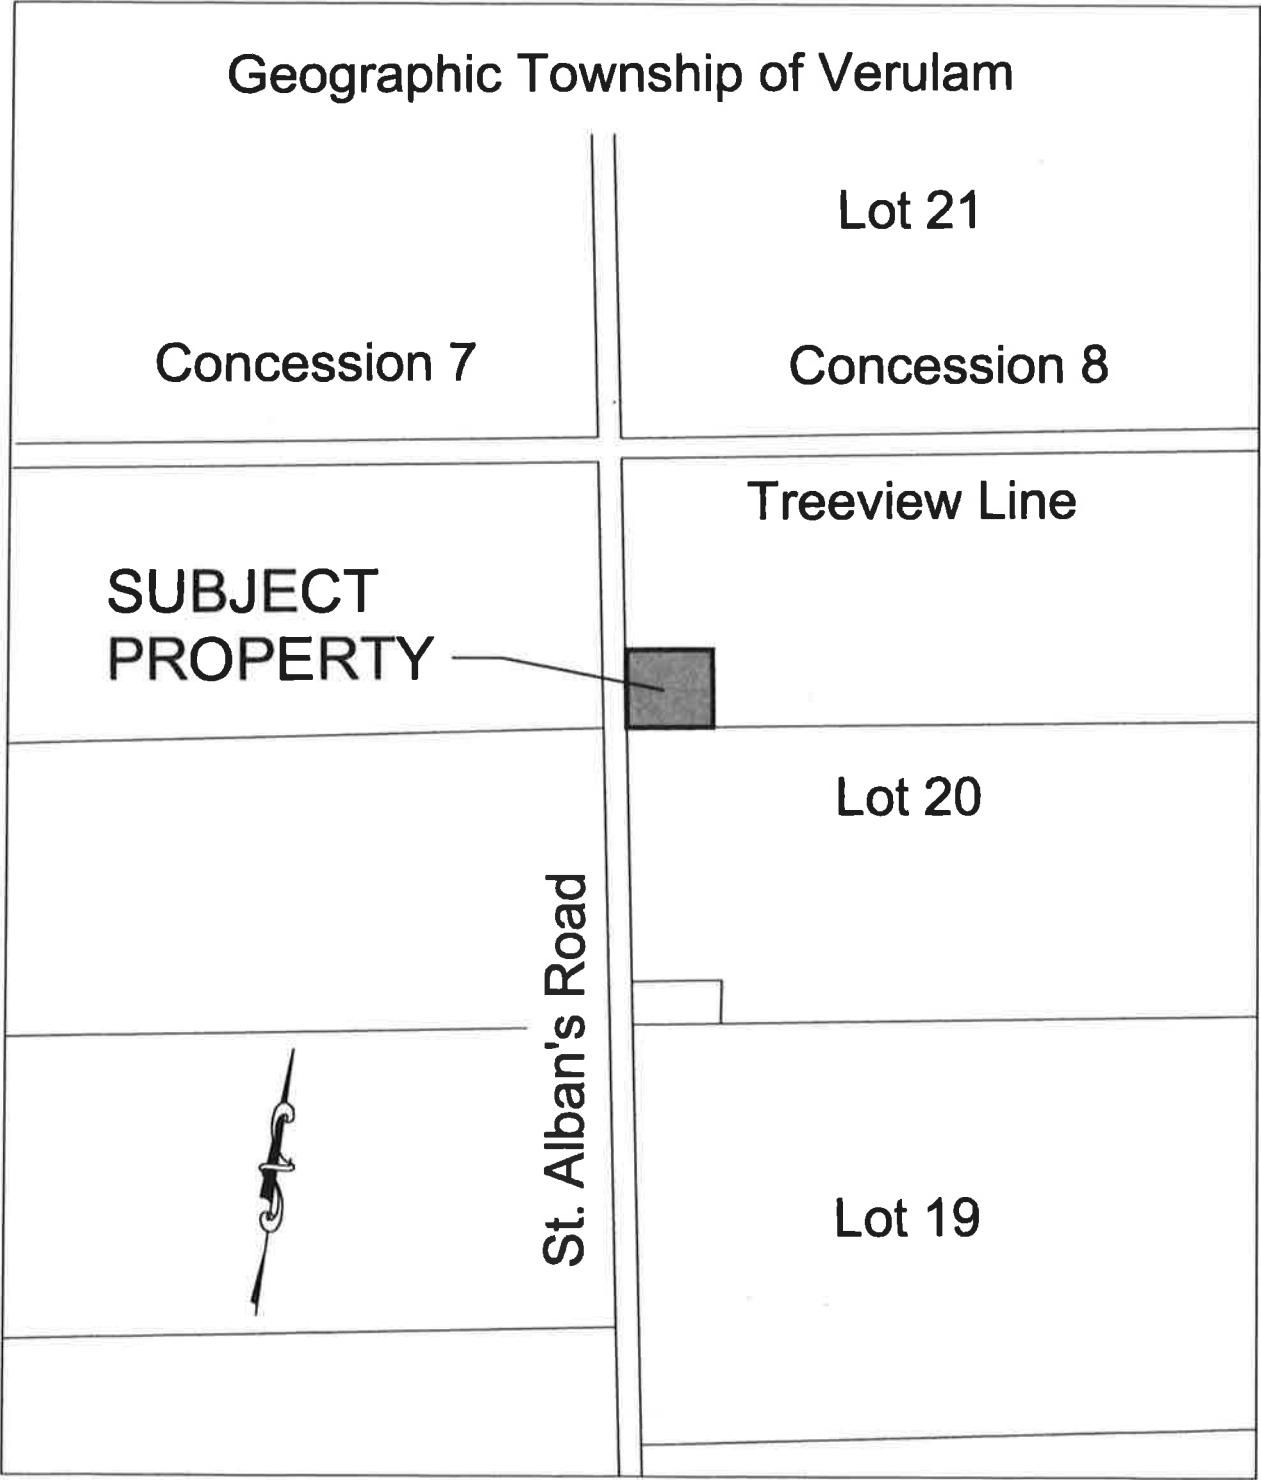 Geographic Township of Verulam
Lot 21
Concession 7
Concession 8
Treeview Line
SUBJECT
PROPERTY
Lot 20
St. Alban's Road
Lot 19